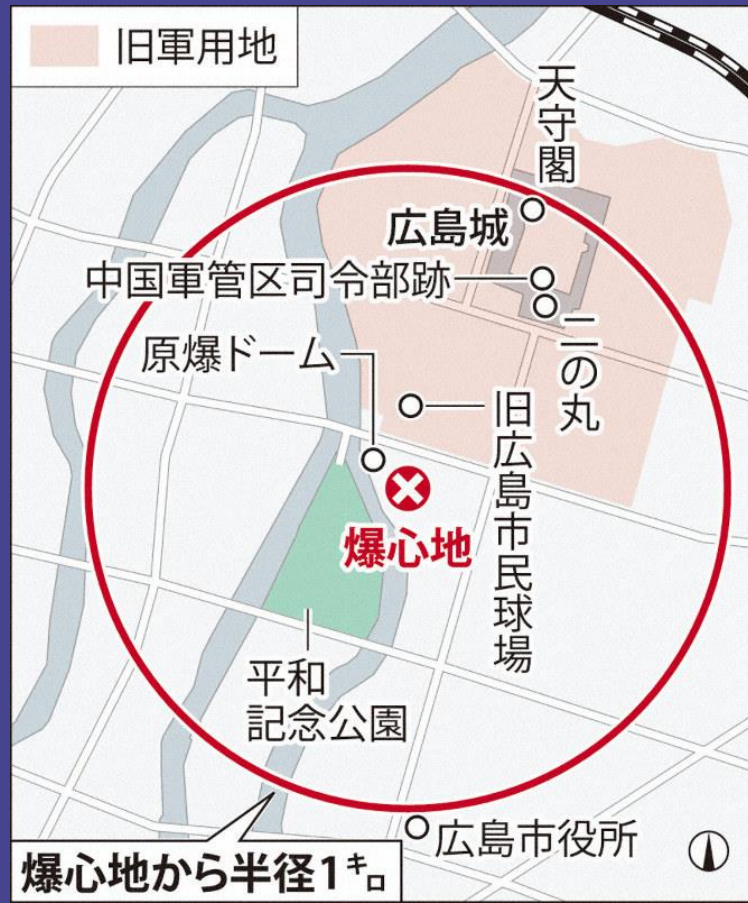 旧軍用地
天守閣
広島城
中国軍管区司令部跡
二の丸
原爆ドーム
旧広島市民球場
爆心地
平和
記念公園
広島市役所
爆心地から半径1㌔